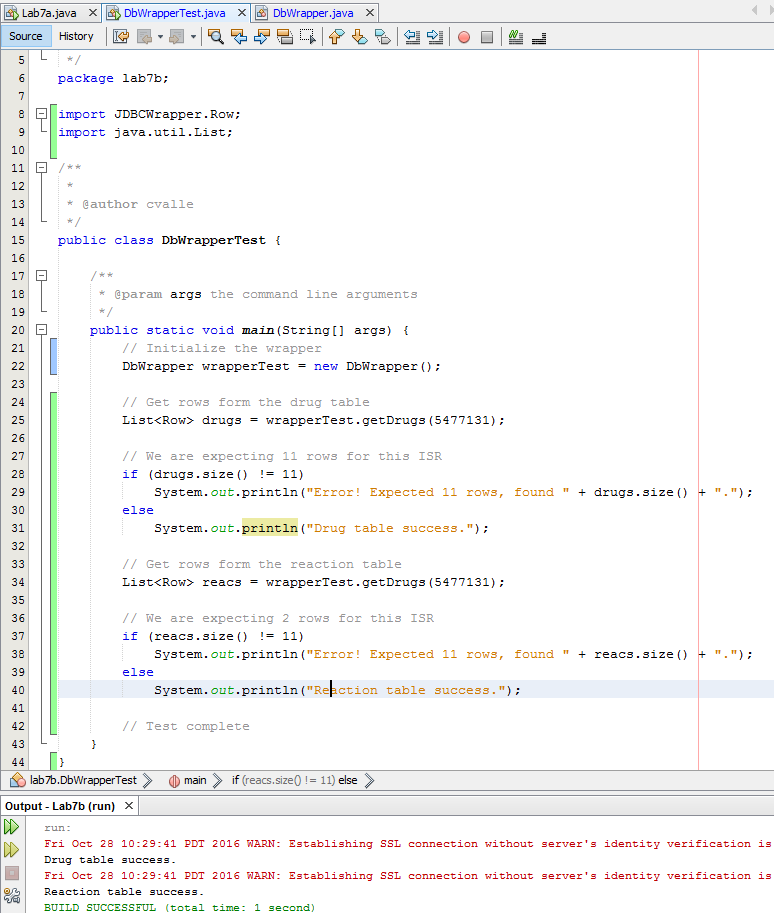 Lab7a.java DbWrapperTest.java DbWrapper.java
Source History
5 */
6 package lab7b;
7
8 import JDBCWrapper.Row;
9 import java.util.List;
10
11 /**
12 *
13 * @author cvalle
14 */
15 public class DbWrapperTest {
16
17 /**
18 * @param args the command line arguments
19 */
20 public static void main(String[] args) {
21 // Initialize the wrapper
22 DbWrapper wrapperTest = new DbWrapper();
23
24 // Get rows form the drug table
25 List<Row> drugs = wrapperTest.getDrugs(5477131);
26
27 // We are expecting 11 rows for this ISR
28 if (drugs.size() != 11)
29 System.out.println("Error! Expected 11 rows, found " + drugs.size() + ".");
30 else
31 System.out.println("Drug table success.");
32
33 // Get rows form the reaction table
34 List<Row> reacs = wrapperTest.getDrugs(5477131);
35
36 // We are expecting 2 rows for this ISR
37 if (reacs.size() != 11)
38 System.out.println("Error! Expected 11 rows, found " + reacs.size() + ".");
39 else
40 System.out.println("Reaction table success.");
41
42 // Test complete
43 }
44 }
lab7b.DbWrapperTest main if (reacs.size() != 11) else
Output - Lab7b (run)
run:
Fri Oct 28 10:29:41 PDT 2016 WARN: Establishing SSL connection without server's identity verification is
Drug table success.
Fri Oct 28 10:29:41 PDT 2016 WARN: Establishing SSL connection without server's identity verification is
Reaction table success.
BUILD SUCCESSFUL (total time: 1 second)